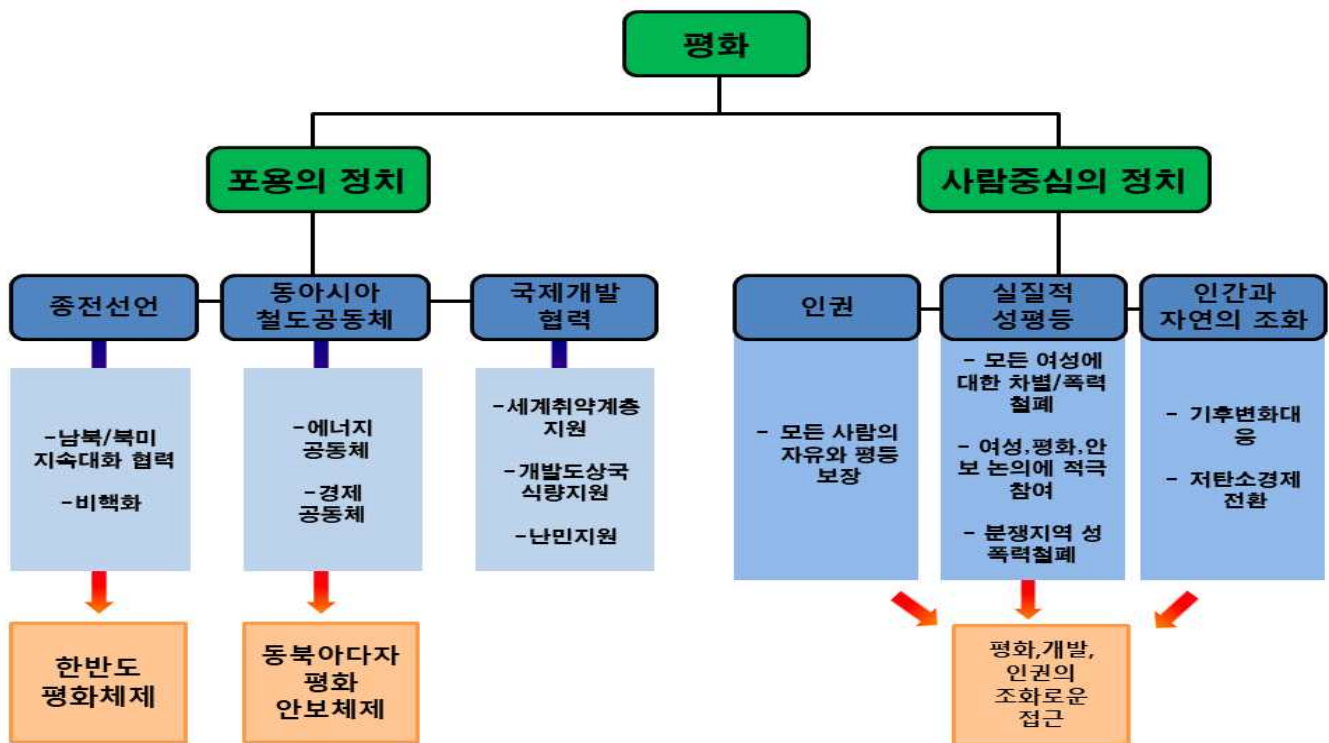 평화
포용의 정치
사람중심의 정치
종전선언
동아시아
철도공동체
국제개발
협력
인권
실질적
성평등
인간과
자연의 조화
-남북/북미
지속대화 협력
-비핵화
-에너지
공동체
-경제
공동체
-세계취약계층
지원
-개발도상국
식량지원
-난민지원
- 모든 사람의
자유와 평등
보장
- 모든 여성에
대한 차별/폭력
철폐
- 여성,평화,안
보 논의에 적극
참여
- 분쟁지역 성
폭력철폐
- 기후변화대
응
- 저탄소경제
전환
한반도
평화체제
동북아다자
평화
안보체제
평화,개발,
인권의
조화로운
접근